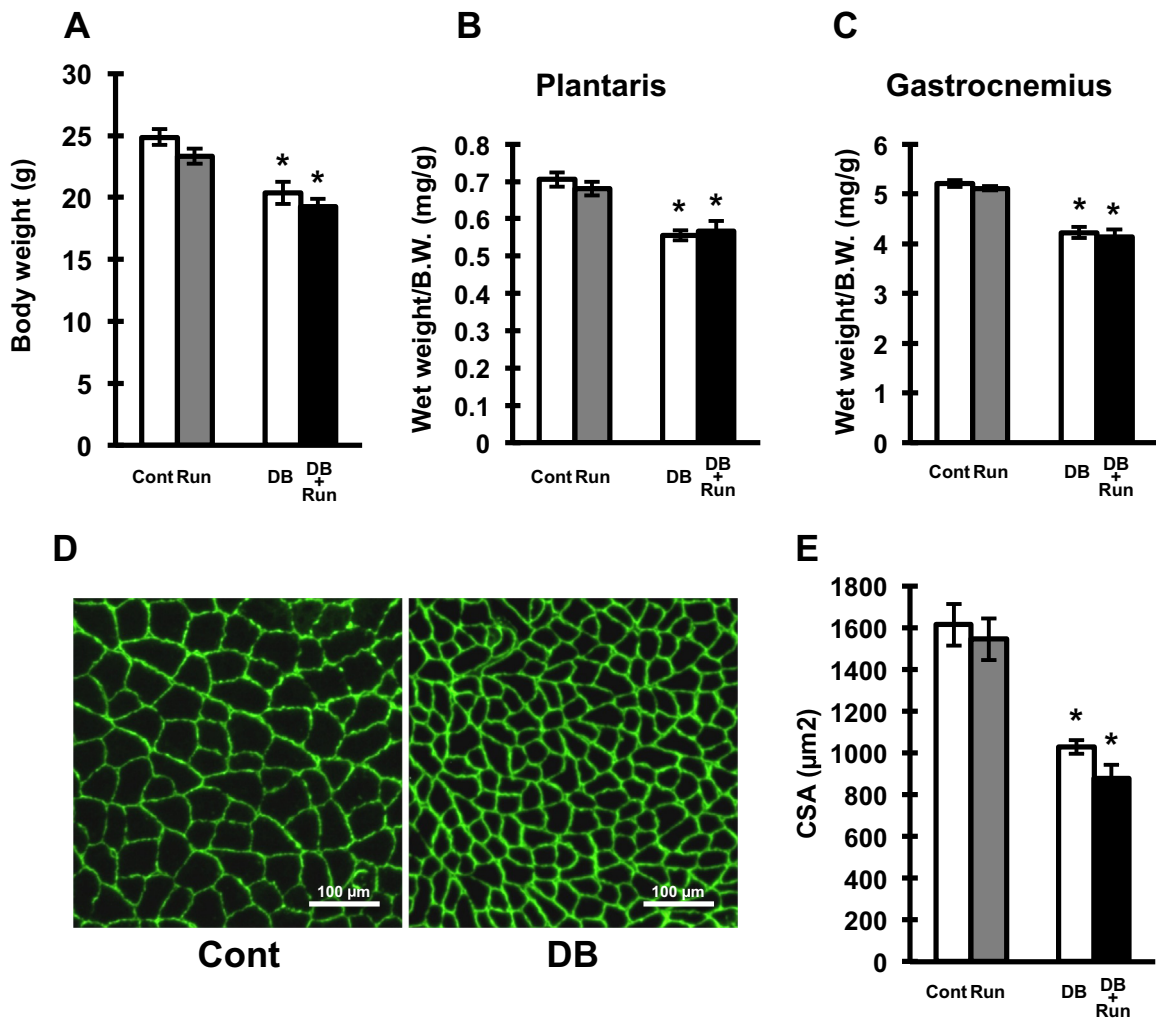 A
B
C
Plantaris
Gastrocnemius
Body weight (g)
30
25
20
15
10
5
0
* *
Cont Run DB DB + Run
Wet weight/B.W. (mg/g)
0.8
0.7
0.6
0.5
0.4
0.3
0.2
0.1
0
* *
Cont Run DB DB + Run
Wet weight/B.W. (mg/g)
6
5
4
3
2
1
0
* *
Cont Run DB DB + Run
D
100 µm
100 µm
Cont
DB
E
CSA (µm2)
1800
1600
1400
1200
1000
800
600
400
200
0
* *
Cont Run DB DB + Run